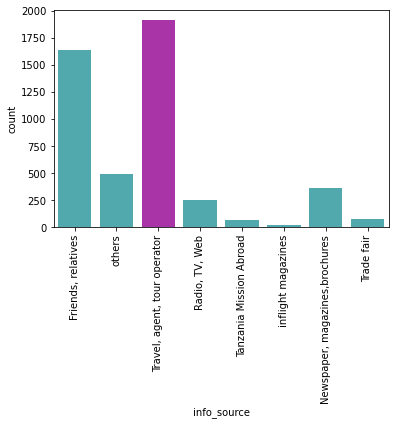 2000
1750
1500
1250
1000
750
500
250
0
count
Friends, relatives
others
Travel, agent, tour operator
Radio, TV, Web
Tanzania Mission Abroad
inflight magazines
Newspaper, magazines,brochures
Trade fair
info_source